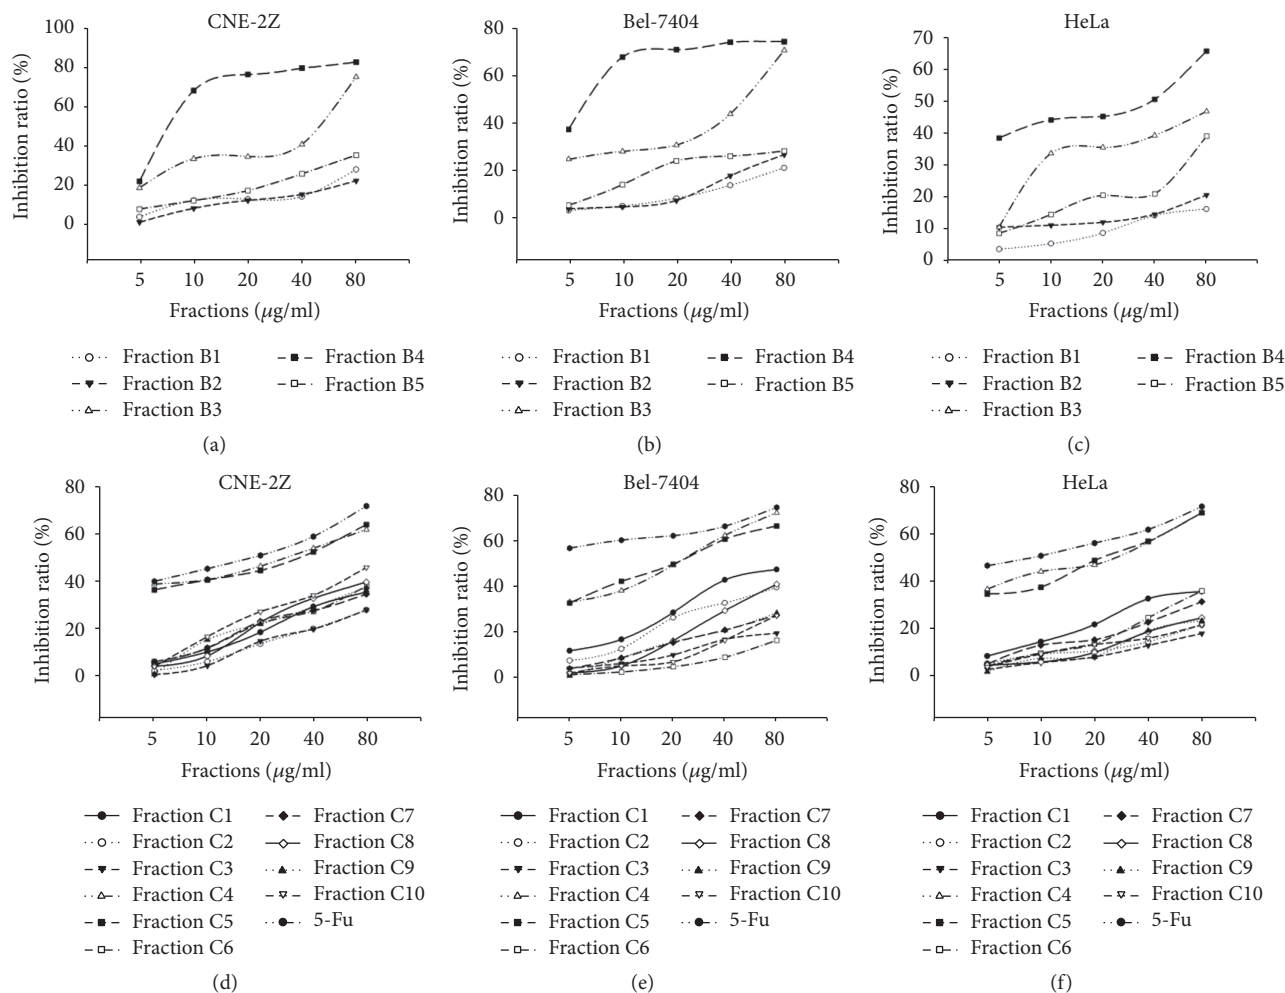 CNE-2Z
Inhibition ratio (%)
100
80
60
40
20
0
5 10 20 40 80
Fractions (μg/ml)
Fraction B1
Fraction B2
Fraction B3
Fraction B4
Fraction B5
(a)
Bel-7404
Inhibition ratio (%)
80
60
40
20
0
5 10 20 40 80
Fractions (μg/ml)
Fraction B1
Fraction B2
Fraction B3
Fraction B4
Fraction B5
(b)
HeLa
Inhibition ratio (%)
70
60
50
40
30
20
10
0
5 10 20 40 80
Fractions (μg/ml)
Fraction B1
Fraction B2
Fraction B3
Fraction B4
Fraction B5
(c)
CNE-2Z
Inhibition ratio (%)
80
60
40
20
0
5 10 20 40 80
Fractions (μg/ml)
Fraction C1
Fraction C2
Fraction C3
Fraction C4
Fraction C5
Fraction C6
Fraction C7
Fraction C8
Fraction C9
Fraction C10
5-Fu
(d)
Bel-7404
Inhibition ratio (%)
80
60
40
20
0
5 10 20 40 80
Fractions (μg/ml)
Fraction C1
Fraction C2
Fraction C3
Fraction C4
Fraction C5
Fraction C6
Fraction C7
Fraction C8
Fraction C9
Fraction C10
5-Fu
(e)
HeLa
Inhibition ratio (%)
80
60
40
20
0
5 10 20 40 80
Fractions (μg/ml)
Fraction C1
Fraction C2
Fraction C3
Fraction C4
Fraction C5
Fraction C6
Fraction C7
Fraction C8
Fraction C9
Fraction C10
5-Fu
(f)